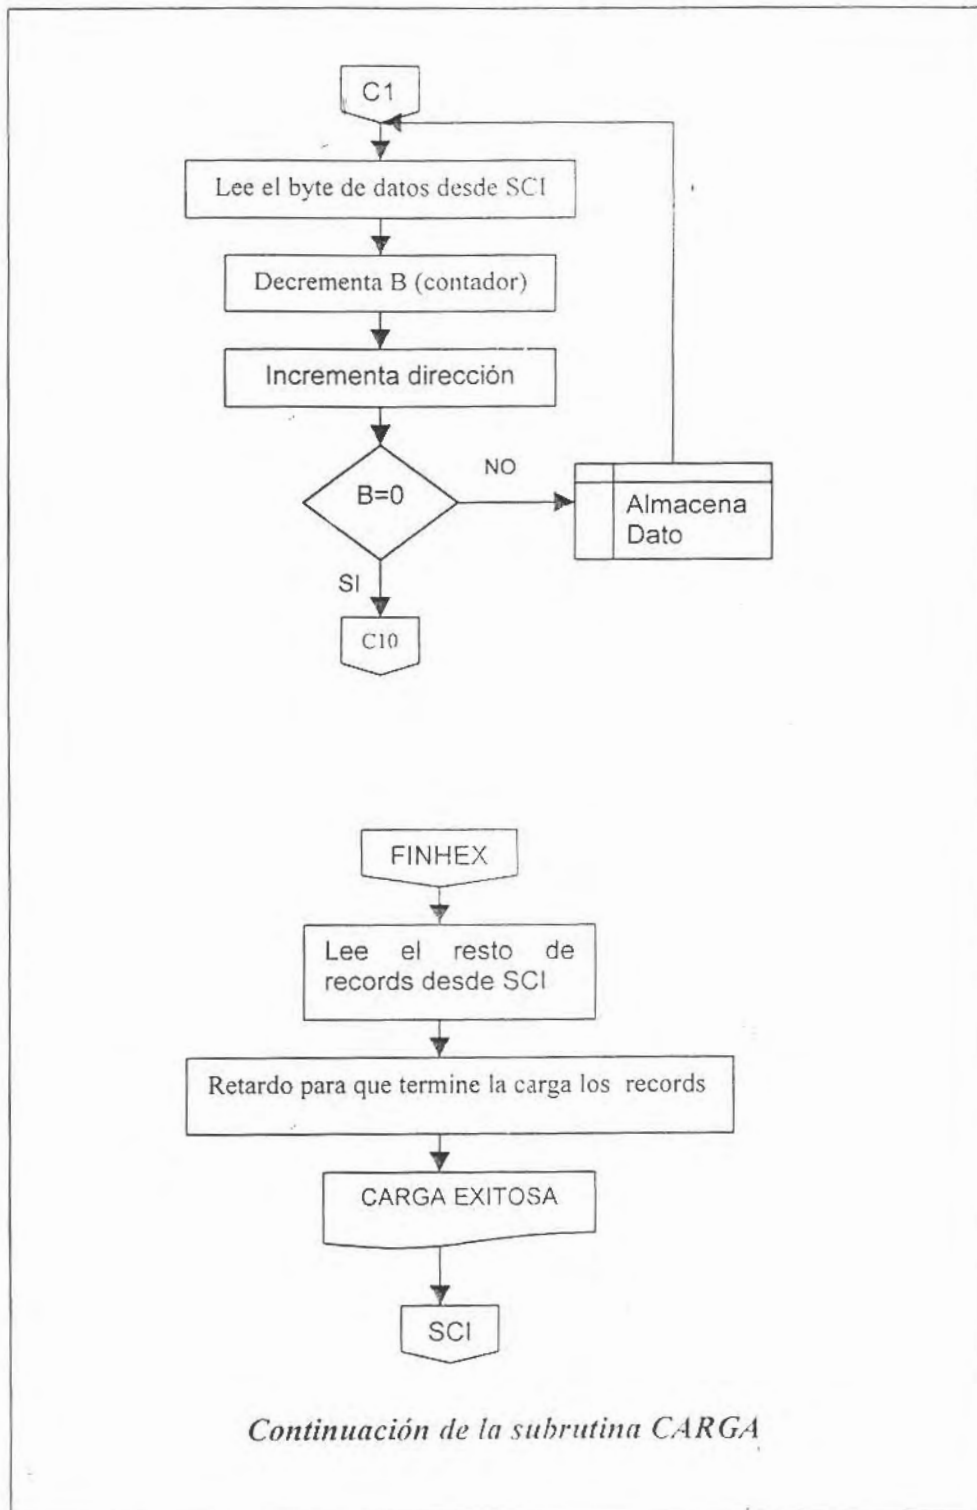 C1
Lee el byte de datos desde SCI
Decrementa B (contador)
Incrementa dirección
B=0
NO
Almacena
Dato
SI
C10
FINHEX
Lee el resto de
records desde SCI
Retardo para que termine la carga los records
CARGA EXITOSA
SCI
Continuación de la subrutina CARGA